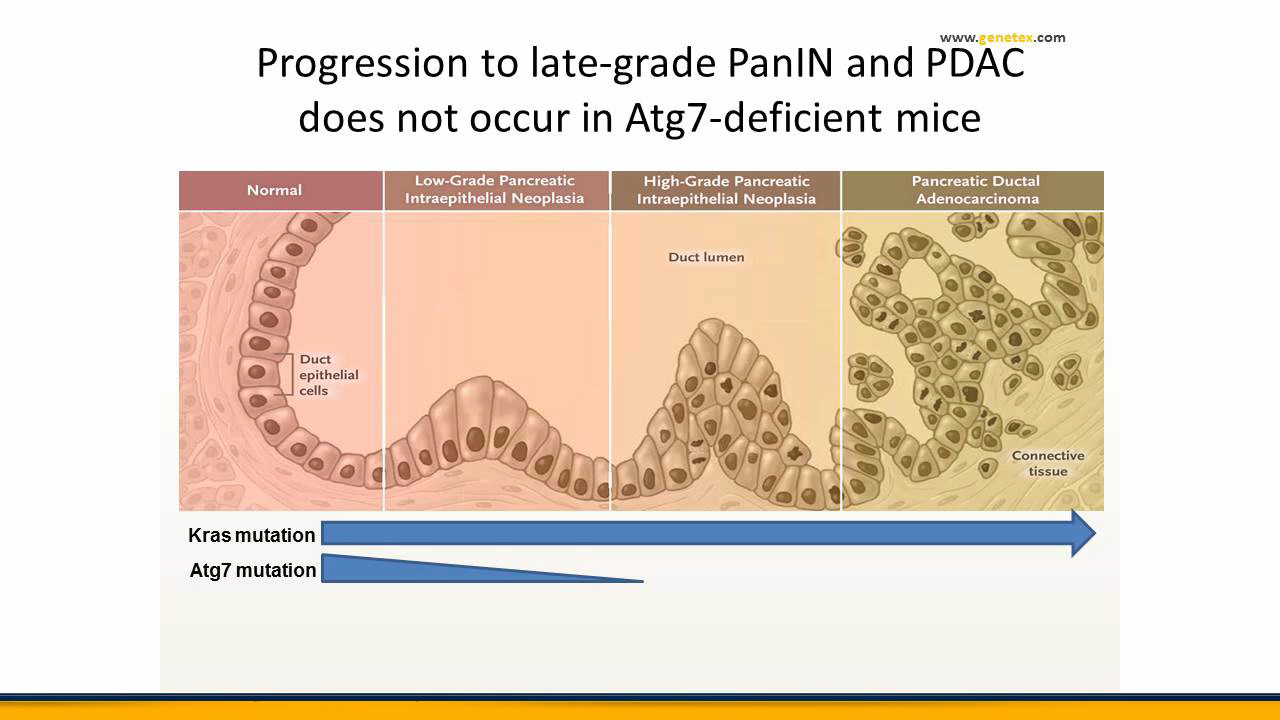 www.genetex.com
Progression to late-grade PanIN and PDAC
does not occur in Atg7-deficient mice
Normal
Low-Grade Pancreatic
Intraepithelial Neoplasia
High-Grade Pancreatic
Intraepithelial Neoplasia
Pancreatic Ductal
Adenocarcinoma
Duct lumen
Duct
epithelial
cells
Connective
tissue
Kras mutation
Atg7 mutation